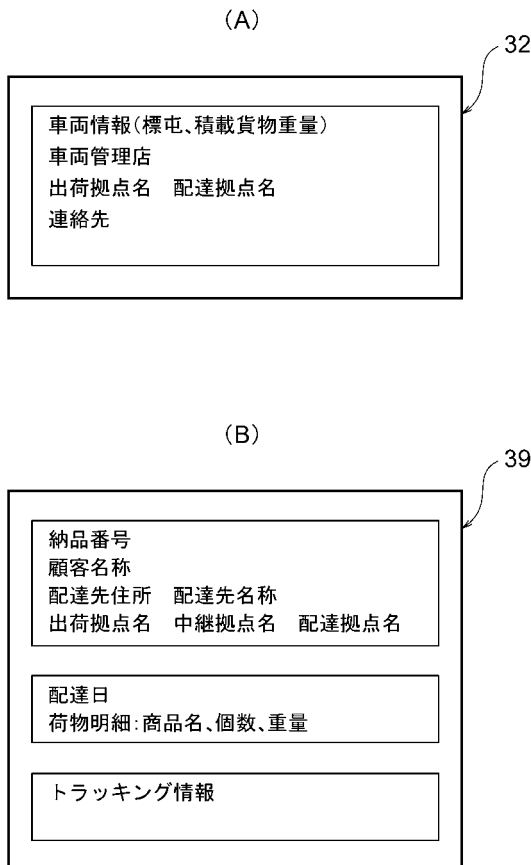 (A)
32
車両情報(標屯、積載貨物重量)
車両管理店
出荷拠点名 配達拠点名
連絡先
(B)
39
納品番号
顧客名称
配達先住所 配達先名称
出荷拠点名 中継拠点名 配達拠点名
配達日
荷物明細:商品名、個数、重量
トラッキング情報